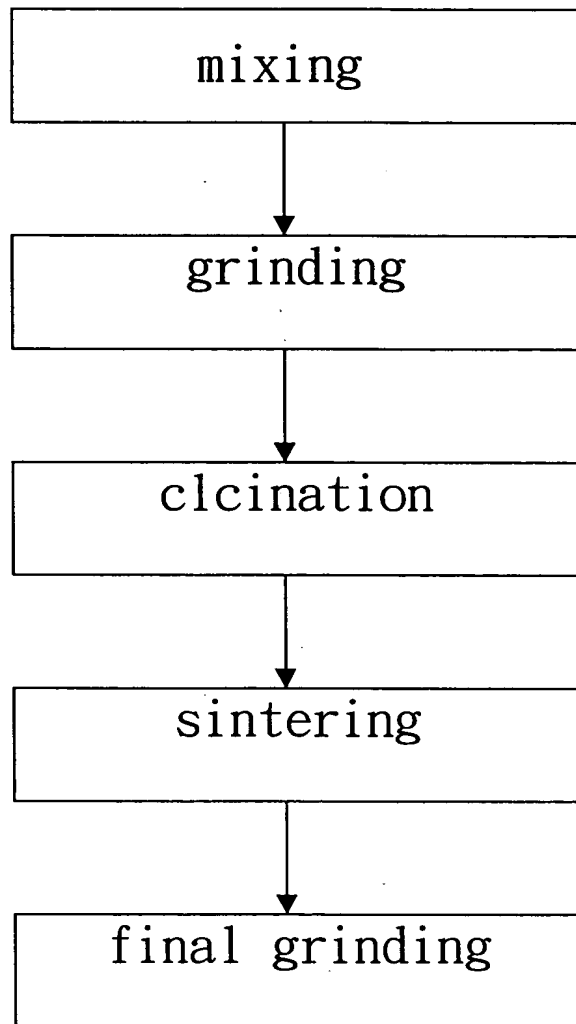 mixing
grinding
clcination
sintering
final grinding